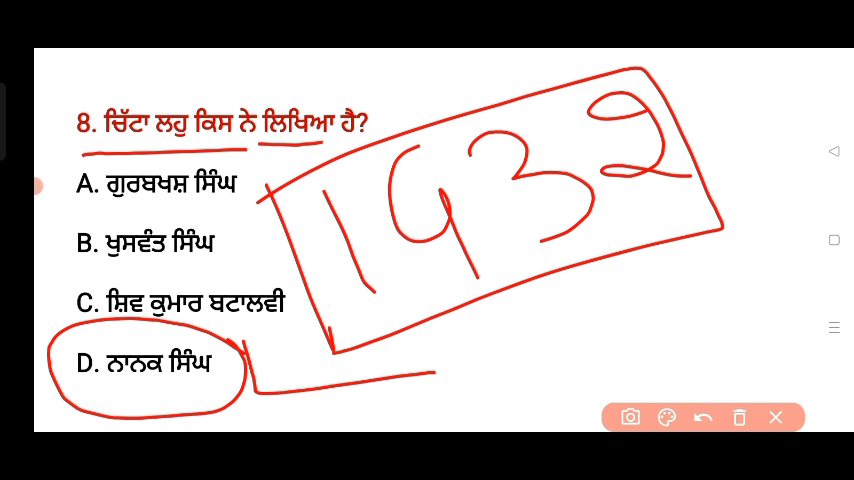 8. ਚਿੱਟਾ ਲਹੁ ਕਿਸ ਨੇ ਲਿਖਿਆ ਹੈ?
A. ਗੁਰਬਖਸ਼ ਸਿੰਘ
B. ਖੁਸਵੰਤ ਸਿੰਘ
C. ਸ਼ਿਵ ਕੁਮਾਰ ਬਟਾਲਵੀ
D. ਨਾਨਕ ਸਿੰਘ
1932